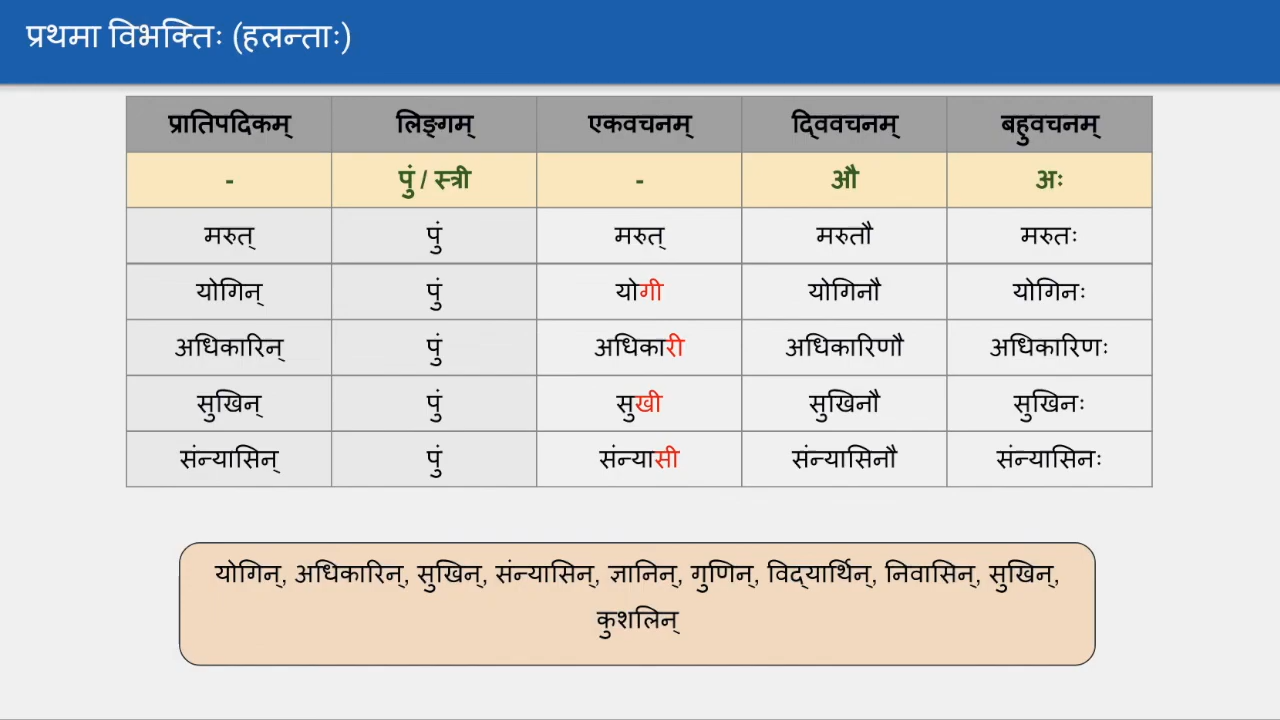 प्रथमा विभक्तिः (हलन्ताः)
प्रातिपदिकम् लिङ्गम् एकवचनम् द्विवचनम् बहुवचनम्
- पुं / स्त्री - औ अः
मरुत् पुं मरुत् मरुतौ मरुतः
योगिन् पुं योगी योगिनौ योगिनः
अधिकारिन् पुं अधिकारी अधिकारिणौ अधिकारिणः
सुखिन् पुं सुखी सुखिनौ सुखिनः
संन्यासिन् पुं संन्यासी संन्यासिनौ संन्यासिनः
योगिन्, अधिकारिन्, सुखिन्, संन्यासिन्, ज्ञानिन्, गुणिन्, विद्यार्थिन्, निवासिन्, सुखिन्,
कुशलिन्